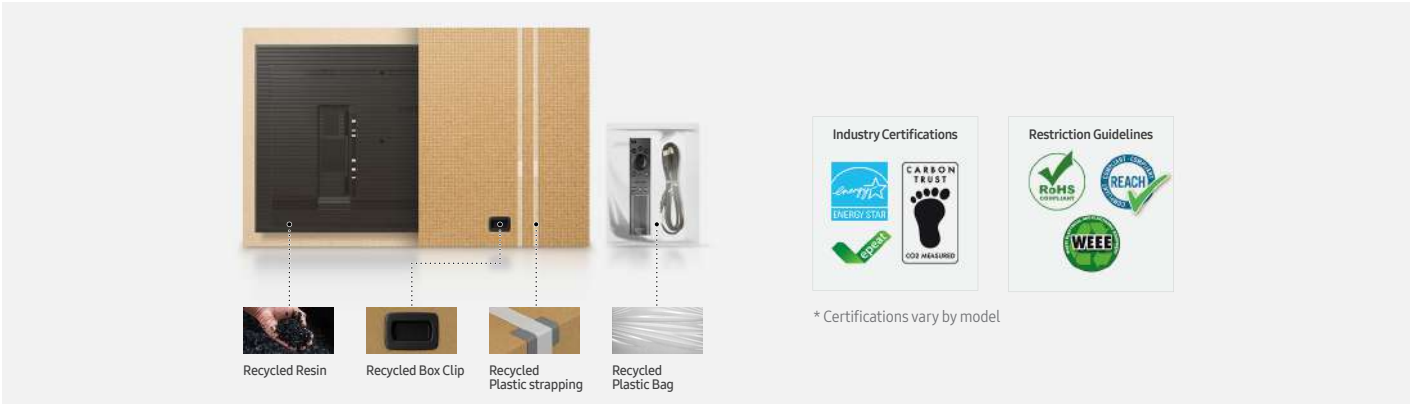 Industry Certifications
energy
ENERGY STAR
epeat
CARBON
TRUST
CO2 MEASURED
Restriction Guidelines
RoHS
COMPLIANT
REACH
WEEE
* Certifications vary by model
Recycled Resin
Recycled Box Clip
Recycled
Plastic strapping
Recycled
Plastic Bag